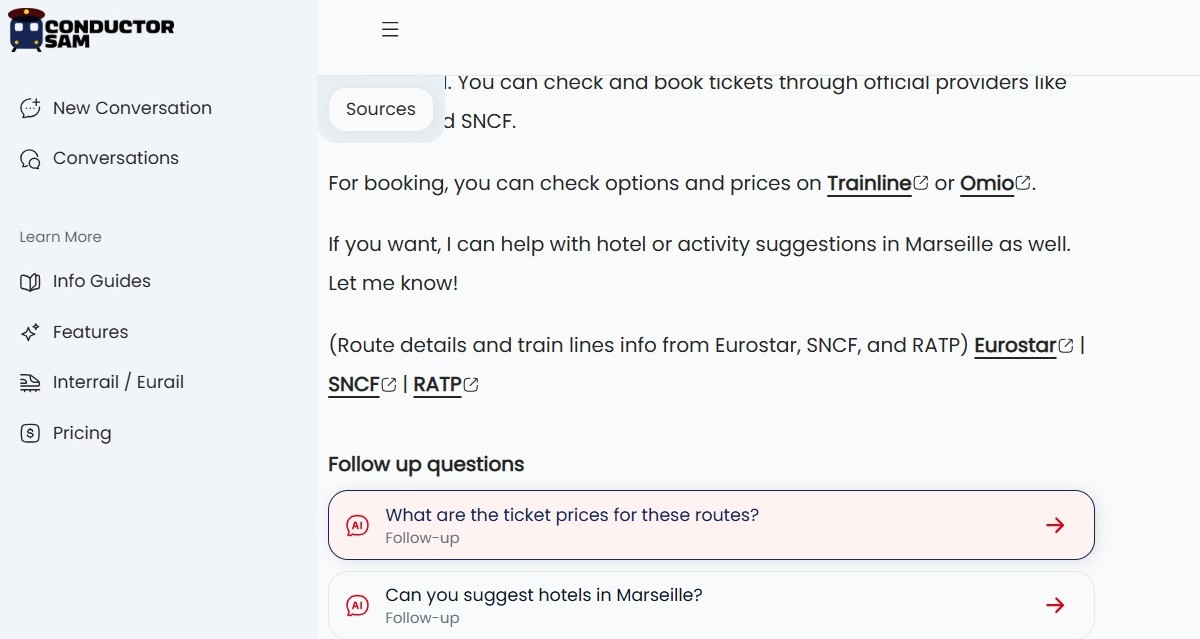 CONDUCTOR
SAM
New Conversation
Conversations
Learn More
Info Guides
Features
Interrail / Eurail
Pricing
Sources
. You can check and book tickets through official providers like
d SNCF.
For booking, you can check options and prices on Trainline or Omio.
If you want, I can help with hotel or activity suggestions in Marseille as well.
Let me know!
(Route details and train lines info from Eurostar, SNCF, and RATP) Eurostar |
SNCF | RATP
Follow up questions
AI
What are the ticket prices for these routes?
Follow-up
AI
Can you suggest hotels in Marseille?
Follow-up